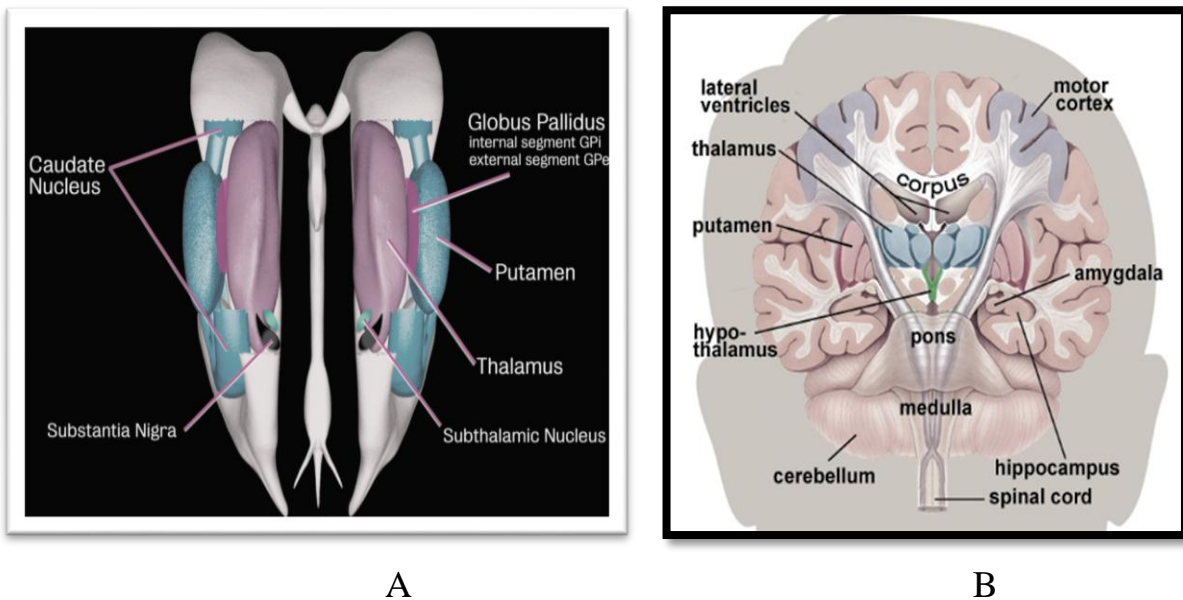 Caudate
Nucleus
Globus Pallidus
internal segment GPi
external segment GPe
Putamen
Thalamus
Substantia Nigra
Subthalamic Nucleus
A
lateral
ventricles
motor
cortex
thalamus
corpus
putamen
amygdala
hypo-
thalamus
pons
medulla
cerebellum
hippocampus
spinal cord
B